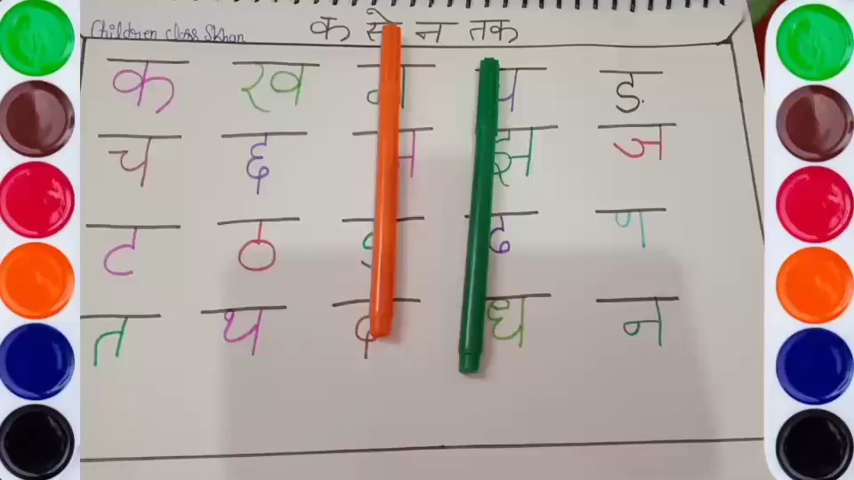 Children class Skhan
क से न तक
क ख ग घ ड.
च छ ज झ ज
ट ठ ड ढ ण
त थ द ध न